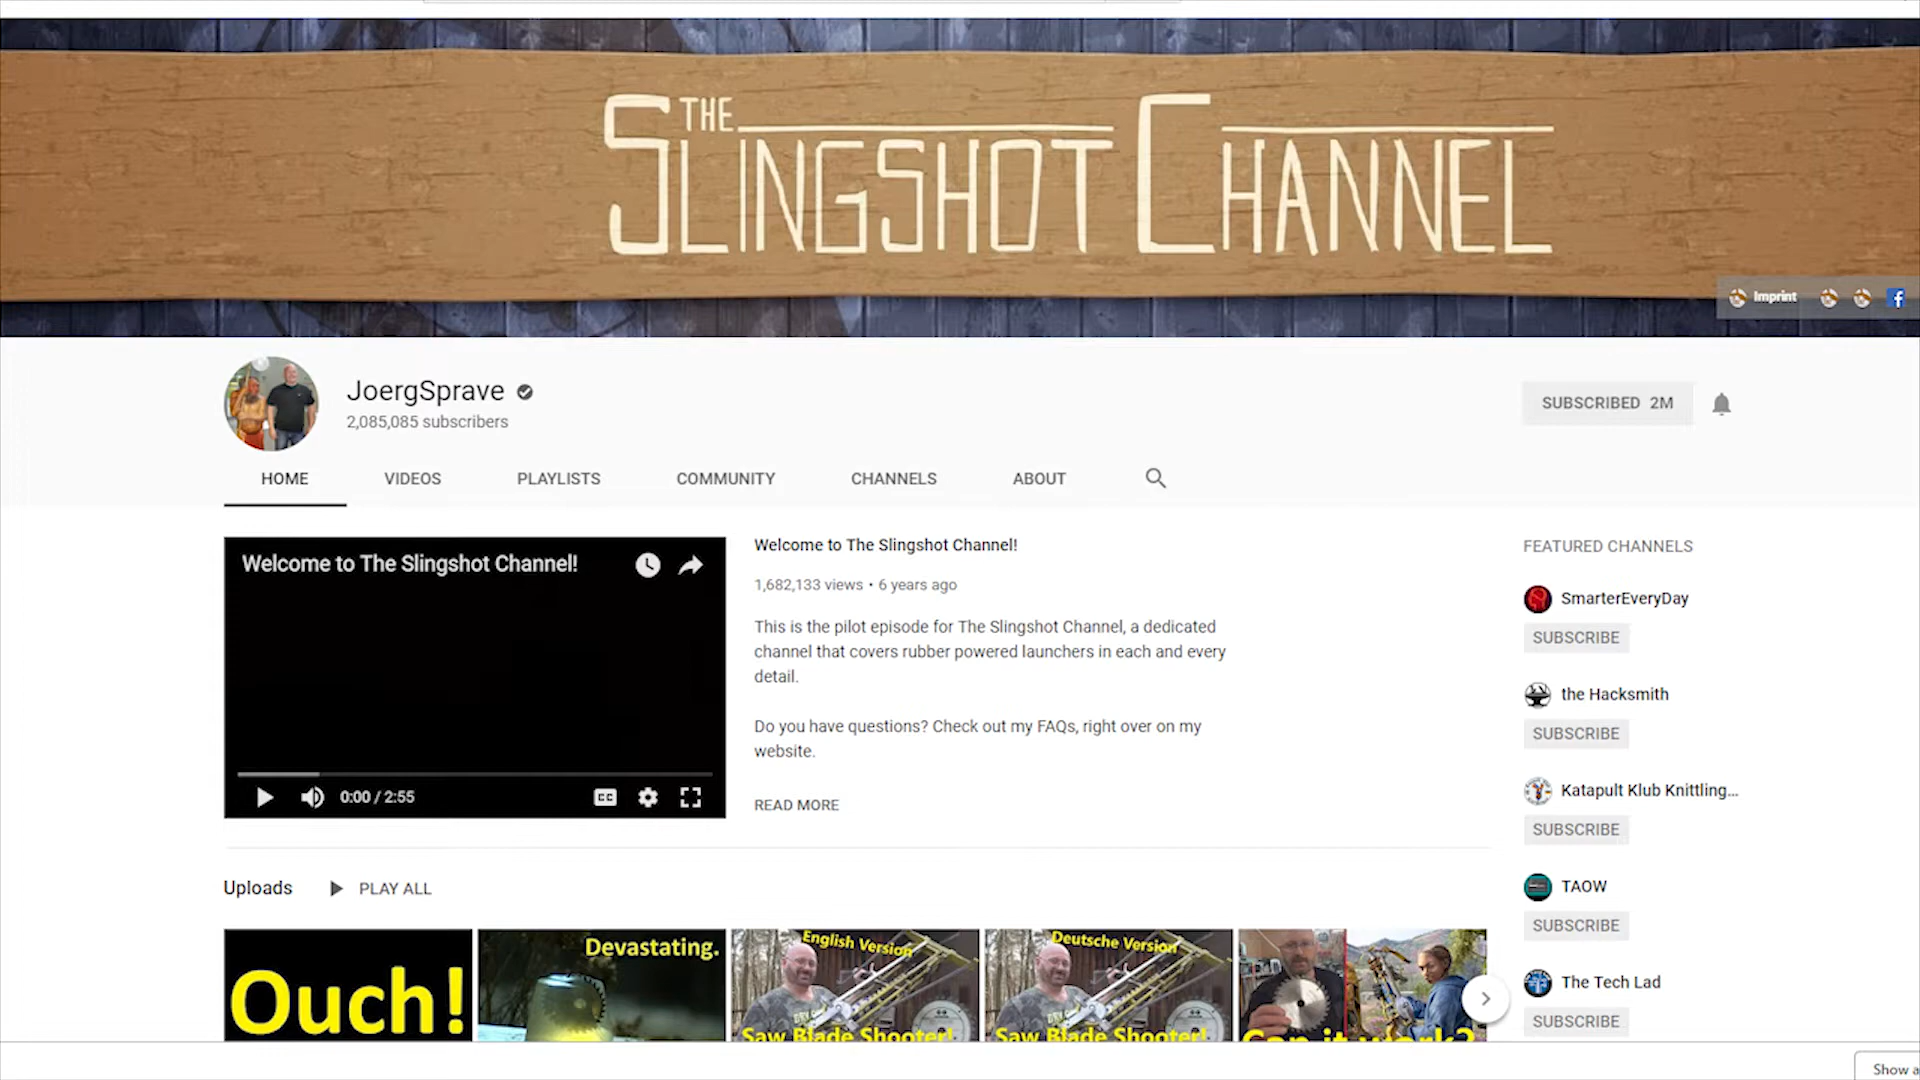 THE
SLINGSHOT CHANNEL
Imprint
JoergSprave
2,085,085 subscribers
SUBSCRIBED 2M
HOME VIDEOS PLAYLISTS COMMUNITY CHANNELS ABOUT
Welcome to The Slingshot Channel!
0:00 / 2:55
CC
Welcome to The Slingshot Channel!
1,682,133 views • 6 years ago
This is the pilot episode for The Slingshot Channel, a dedicated
channel that covers rubber powered launchers in each and every
detail.
Do you have questions? Check out my FAQs, right over on my
website.
READ MORE
FEATURED CHANNELS
SmarterEveryDay
SUBSCRIBE
the Hacksmith
SUBSCRIBE
Katapult Klub Knittling...
SUBSCRIBE
TAOW
SUBSCRIBE
The Tech Lad
SUBSCRIBE
Uploads PLAY ALL
Ouch!
Devastating.
English Version
Saw Blade Shooter!
Deutsche Version
Saw Blade Shooter!
Can it work?
Show a